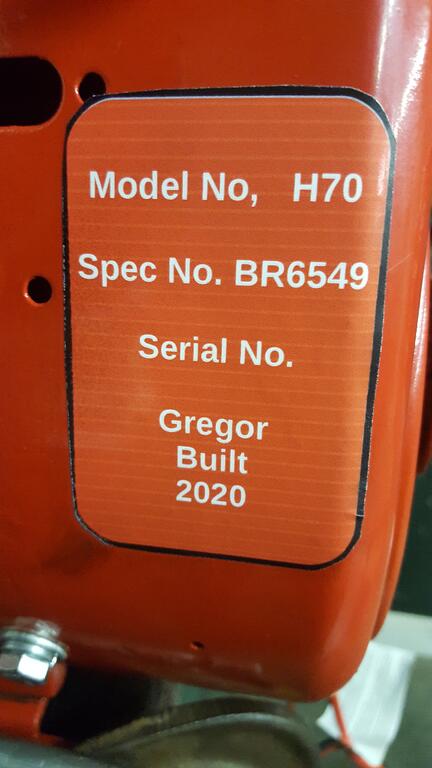 Model No, H70
Spec No. BR6549
Serial No.
Gregor
Built
2020